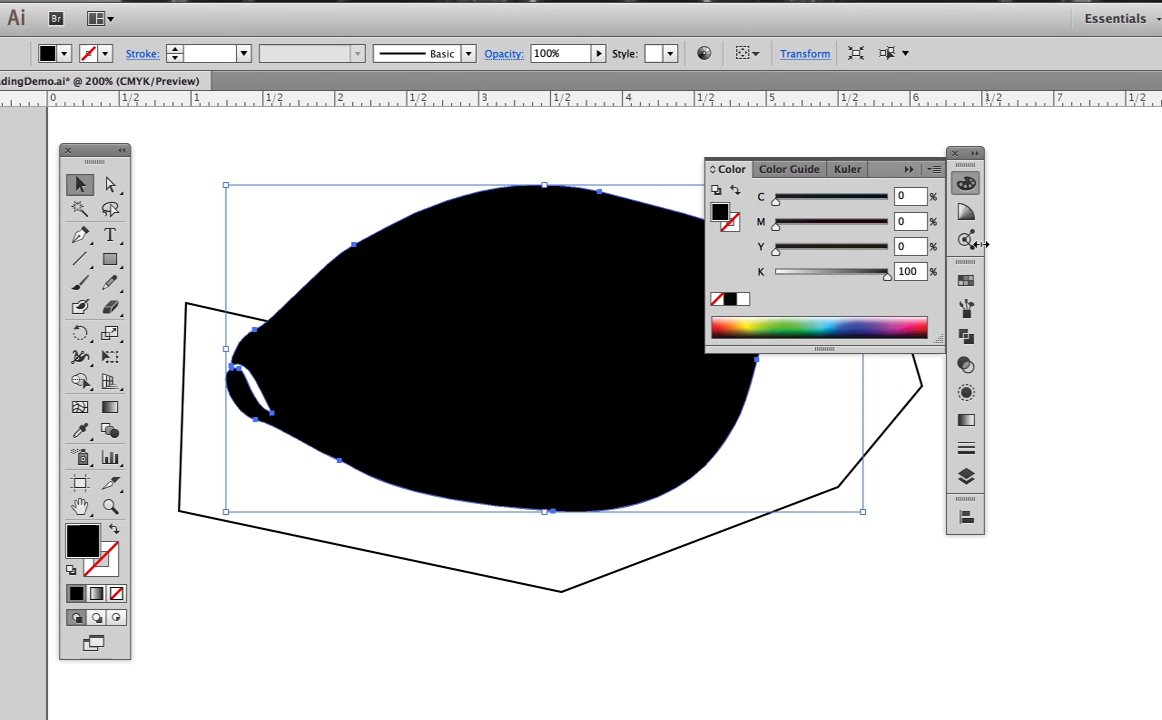 Ai Br Essentials
Stroke: Basic Opacity: 100% Style: Transform
dingDemo.ai* @ 200% (CMYK/Preview)
0 1/2 1 1/2 2 1/2 3 1/2 4 1/2 5 1/2 6 1/2 7 1/2
Color Color Guide Kuler
C 0 %
M 0 %
T
Y 0 %
K 100 %